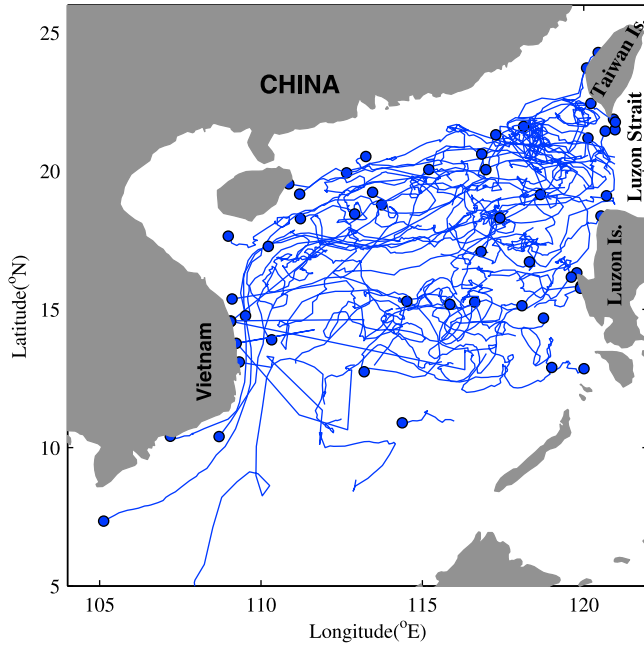 25
20
15
10
5
105
110
115
120
Latitude(°N)
Longitude(°E)
CHINA
Taiwan Is.
Luzon Strait
Luzon Is.
Vietnam